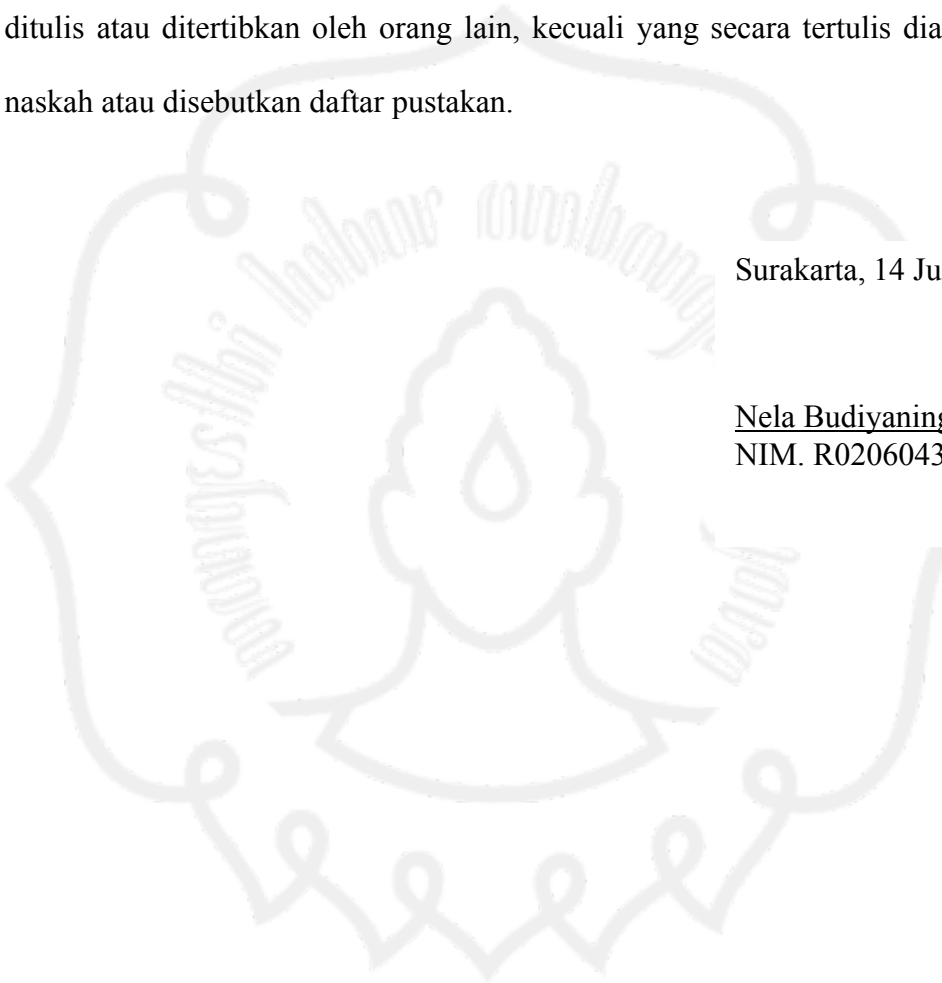 ditulis atau ditertibkan oleh orang lain, kecuali yang secara tertulis dia
naskah atau disebutkan daftar pustakan.
Surakarta, 14 Ju
Nela Budiyaning
NIM. R0206043